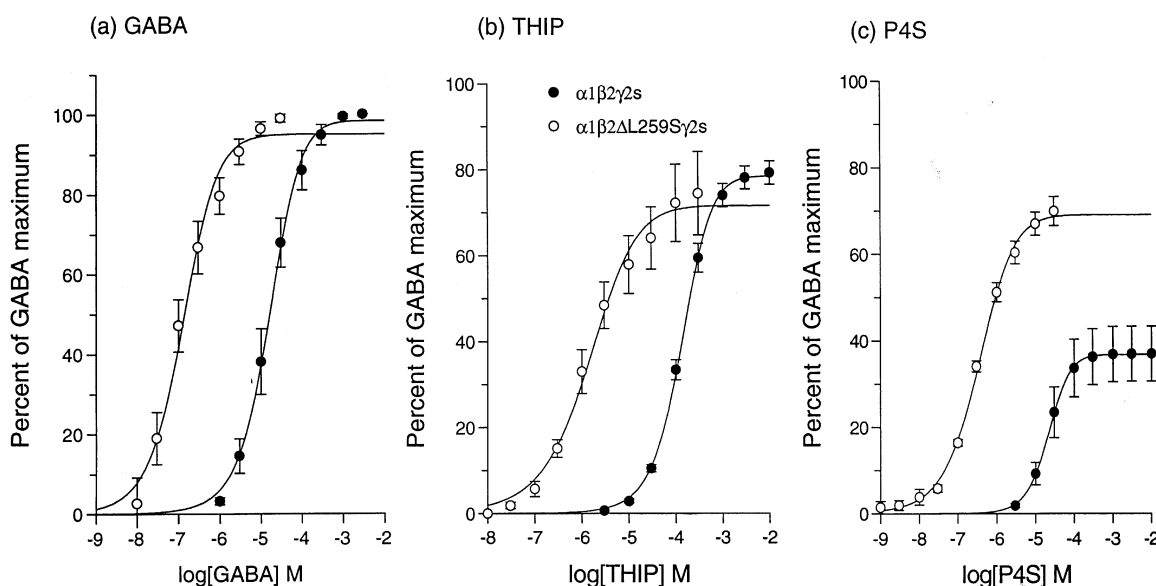 (a) GABA
(b) THIP
(c) P4S
Percent of GABA maximum
100
80
60
40
20
0
-9 -8 -7 -6 -5 -4 -3 -2
log[GABA] M
Percent of GABA maximum
100
80
60
40
20
0
-8 -7 -6 -5 -4 -3 -2
log[THIP] M
α1β2γ2s
α1β2ΔL259Sγ2s
Percent of GABA maximum
100
80
60
40
20
0
-9 -8 -7 -6 -5 -4 -3 -2
log[P4S] M